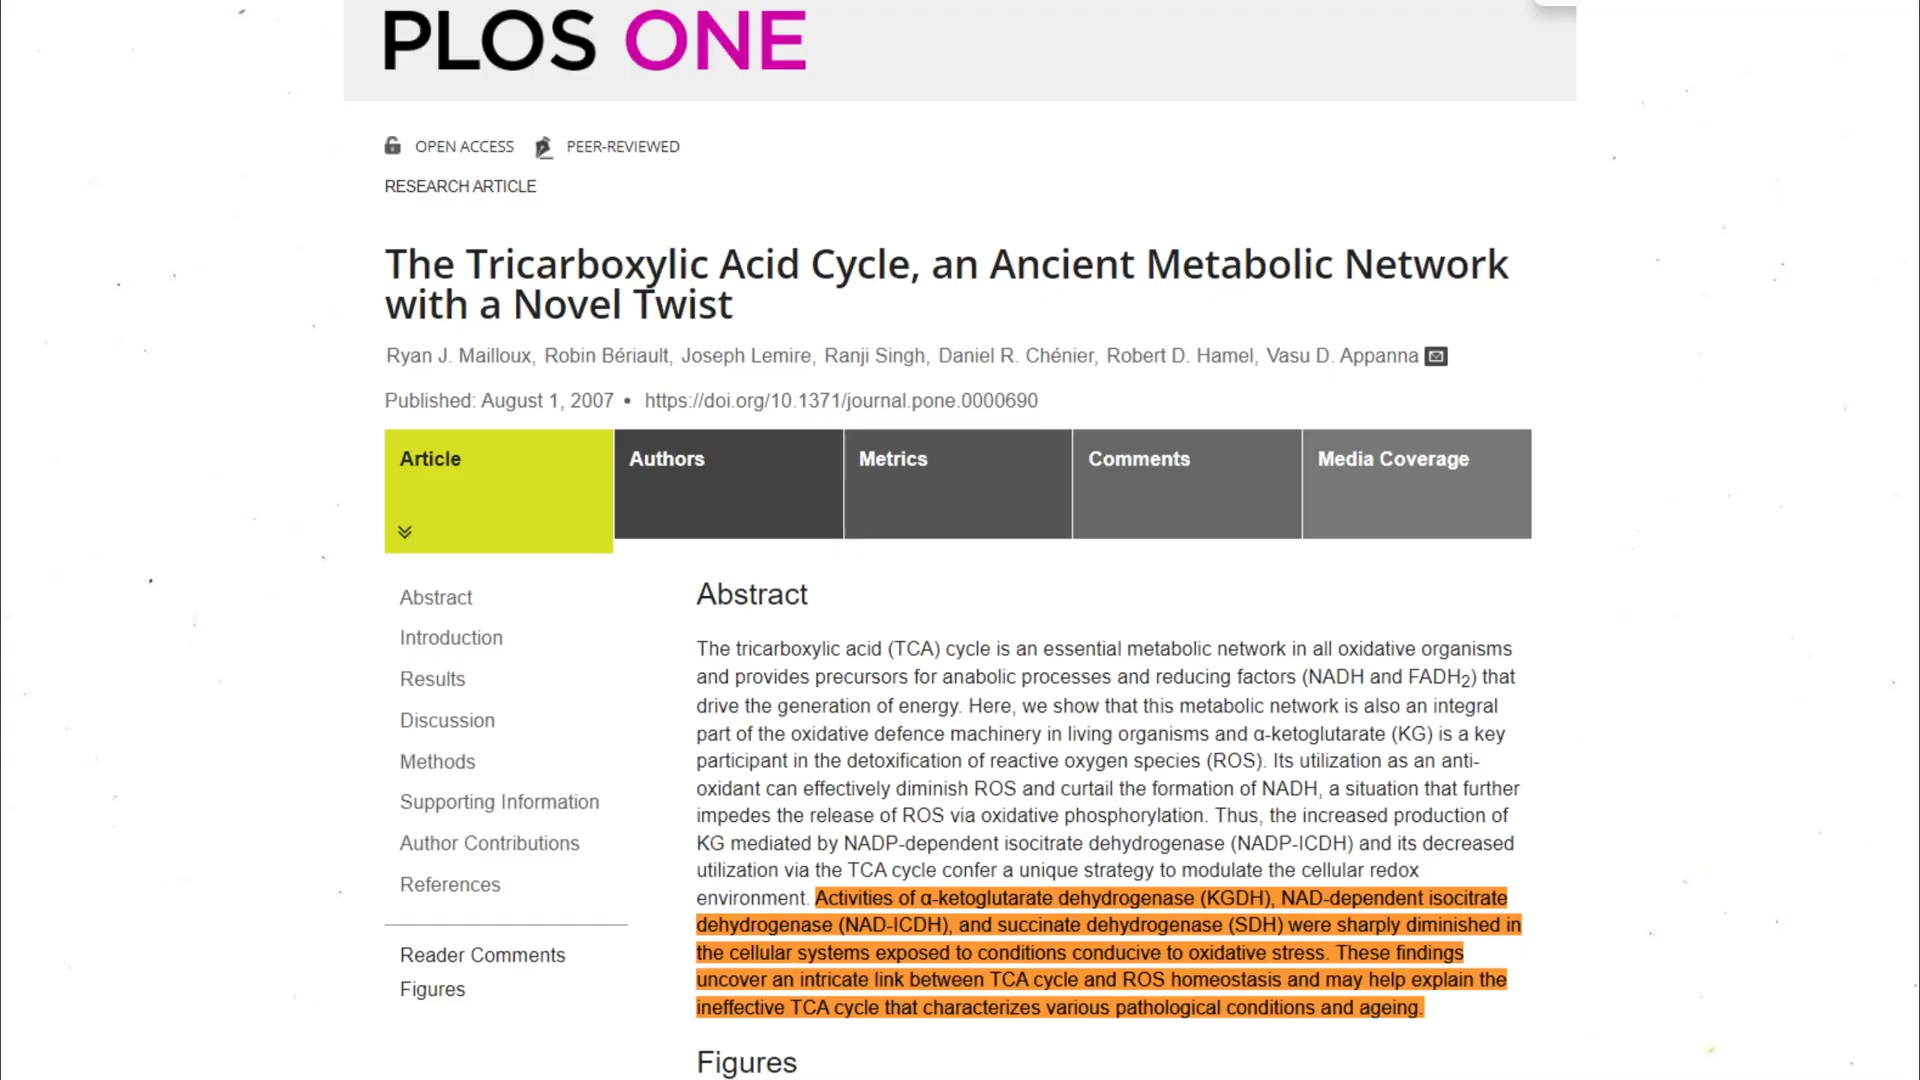 PLOS ONE
OPEN ACCESS PEER-REVIEWED
RESEARCH ARTICLE
The Tricarboxylic Acid Cycle, an Ancient Metabolic Network
with a Novel Twist
Ryan J. Mailloux, Robin Bériault, Joseph Lemire, Ranji Singh, Daniel R. Chénier, Robert D. Hamel, Vasu D. Appanna
Published: August 1, 2007 • https://doi.org/10.1371/journal.pone.0000690
Article Authors Metrics Comments Media Coverage
Abstract
Introduction
Results
Discussion
Methods
Supporting Information
Author Contributions
References
Reader Comments
Figures
Abstract
The tricarboxylic acid (TCA) cycle is an essential metabolic network in all oxidative organisms
and provides precursors for anabolic processes and reducing factors (NADH and FADH₂) that
drive the generation of energy. Here, we show that this metabolic network is also an integral
part of the oxidative defence machinery in living organisms and α-ketoglutarate (KG) is a key
participant in the detoxification of reactive oxygen species (ROS). Its utilization as an anti-
oxidant can effectively diminish ROS and curtail the formation of NADH, a situation that further
impedes the release of ROS via oxidative phosphorylation. Thus, the increased production of
KG mediated by NADP-dependent isocitrate dehydrogenase (NADP-ICDH) and its decreased
utilization via the TCA cycle confer a unique strategy to modulate the cellular redox
environment. Activities of α-ketoglutarate dehydrogenase (KGDH), NAD-dependent isocitrate
dehydrogenase (NAD-ICDH), and succinate dehydrogenase (SDH) were sharply diminished in
the cellular systems exposed to conditions conducive to oxidative stress. These findings
uncover an intricate link between TCA cycle and ROS homeostasis and may help explain the
ineffective TCA cycle that characterizes various pathological conditions and ageing.
Figures